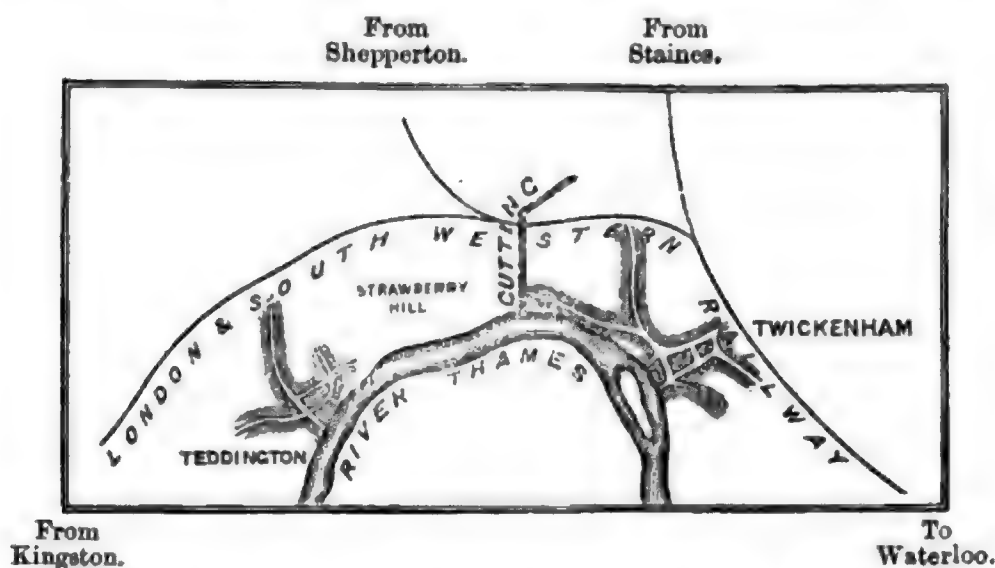 From
Shepperton.
From
Staines.
LONDON & SOUTH WESTERN RAILWAY
CUTTING
STRAWBERRY
HILL
TWICKENHAM
RIVER THAMES
TEDDINGTON
From
Kingston.
To
Waterloo.